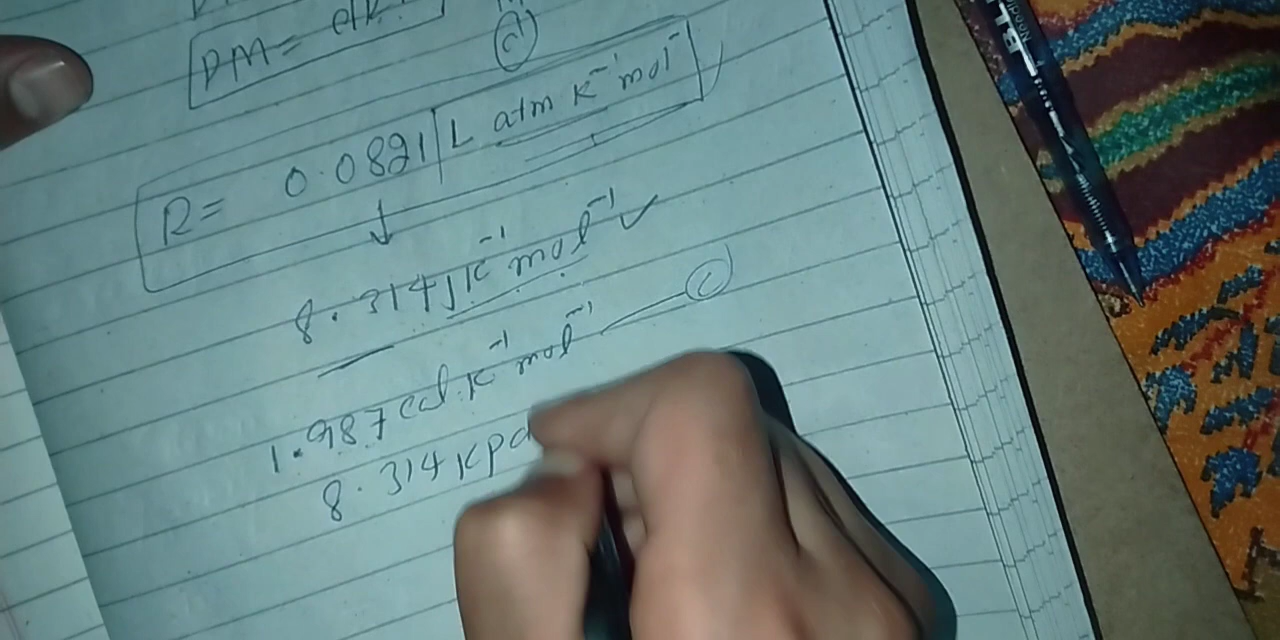 PM = dR
R = 0.0821 L atm K⁻¹ mol⁻
8.314 J K⁻¹ mol⁻¹ ✓
1.987 cal K⁻¹ mol⁻¹
8.314 KPa